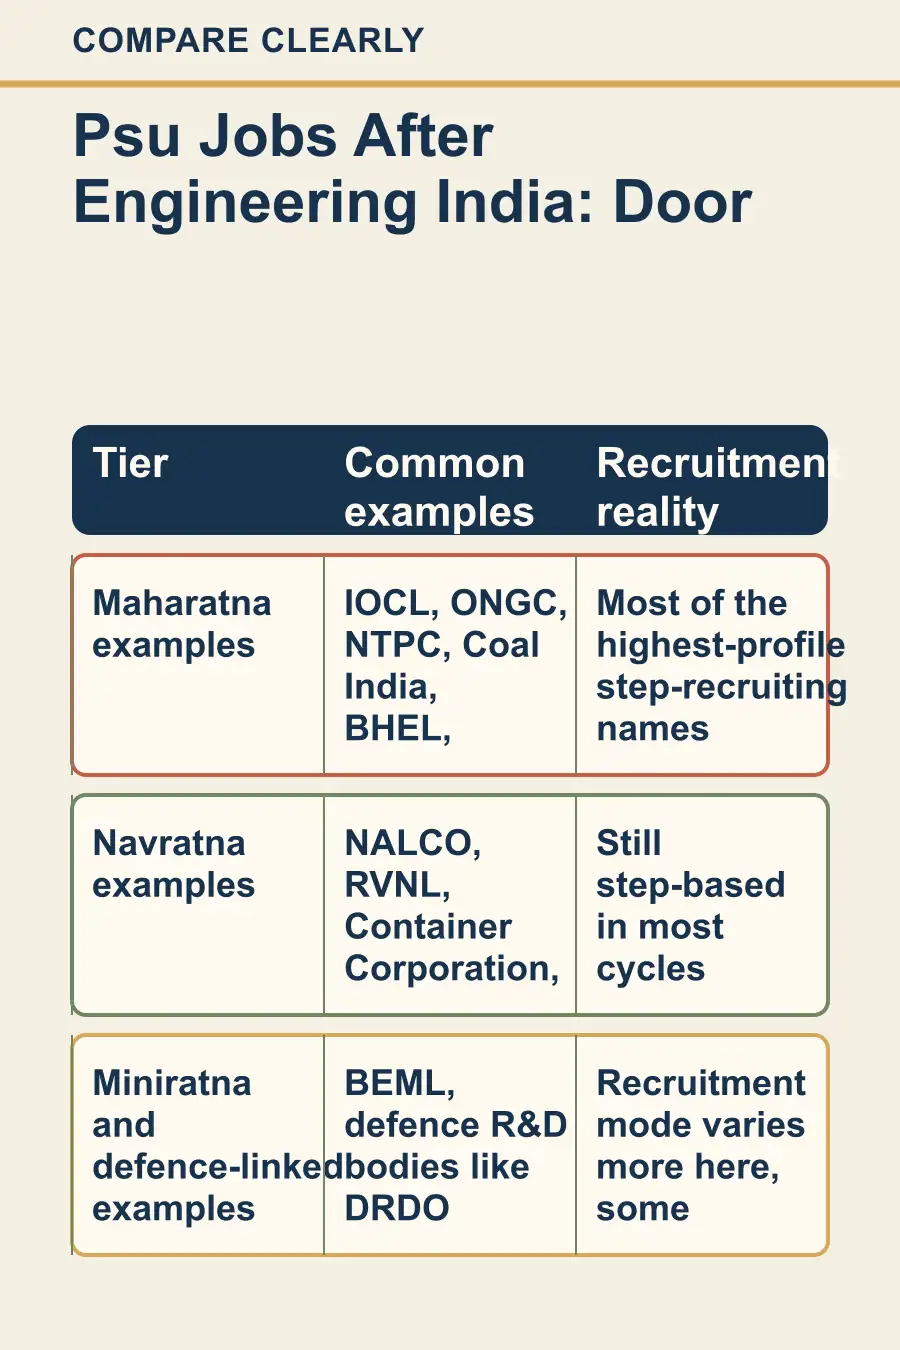 COMPARE CLEARLY
Psu Jobs After
Engineering India: Door
Tier
Common
examples
Recruitment
reality
Maharatna
examples
IOCL, ONGC,
NTPC, Coal
India,
BHEL,
Most of the
highest-profile
step-recruiting
names
Navratna
examples
NALCO,
RVNL,
Container
Corporation,
Still
step-based
in most
cycles
Miniratna
and
defence-linked
examples
BEML,
defence R&D
bodies like
DRDO
Recruitment
mode varies
more here,
some